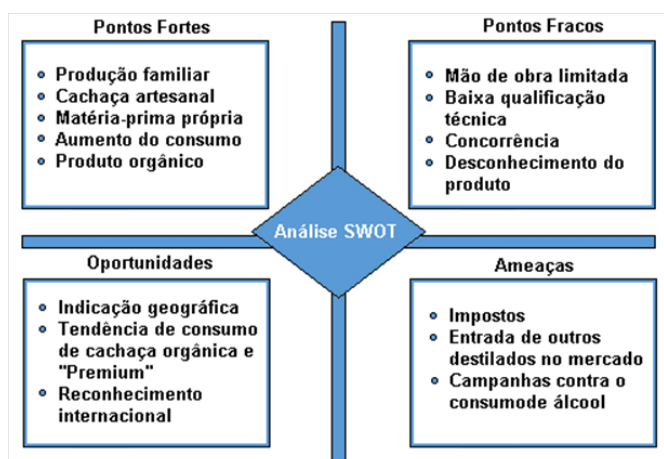 Pontos Fortes
Produção familiar
Cachaça artesanal
Matéria-prima própria
Aumento do consumo
Produto orgânico
Pontos Fracos
Mão de obra limitada
Baixa qualificação
técnica
Concorrência
Desconhecimento do
produto
Análise SWOT
Oportunidades
Indicação geográfica
Tendência de consumo
de cachaça orgânica e
"Premium"
Reconhecimento
internacional
Ameaças
Impostos
Entrada de outros
destilados no mercado
Campanhas contra o
consumode álcool